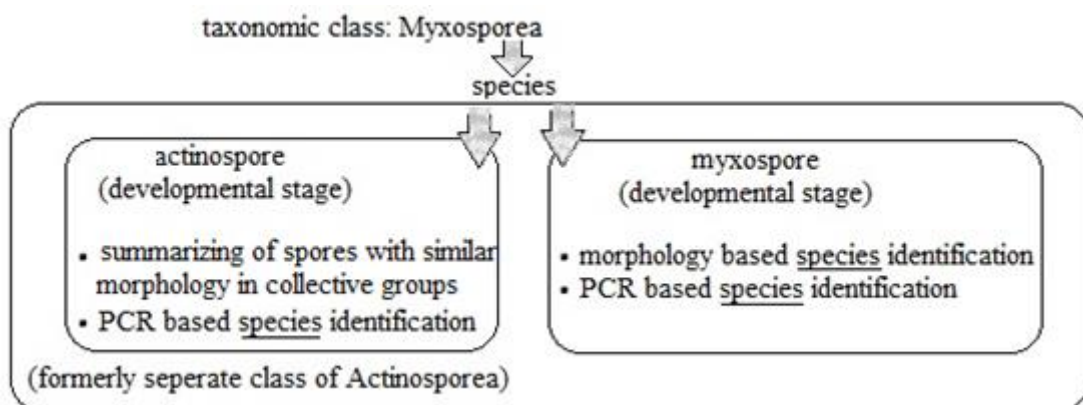 taxonomic class: Myxosporea
species
actinospore
(developmental stage)
• summarizing of spores with similar
morphology in collective groups
• PCR based species identification
(formerly seperate class of Actinosporea)
myxospore
(developmental stage)
• morphology based species identification
• PCR based species identification